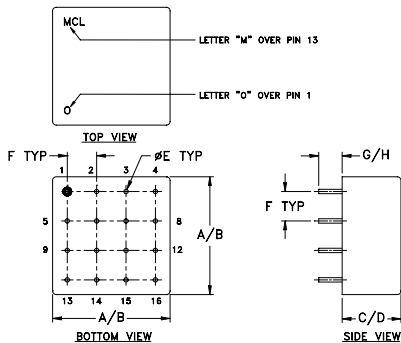 MCL
LETTER "M" OVER PIN 13
O
LETTER "O" OVER PIN 1
TOP VIEW
F TYP
øE TYP
G/H
1 2 3 4
F TYP
5 8
A/B
9 12
13 14 15 16
A/B
C/D
BOTTOM VIEW
SIDE VIEW